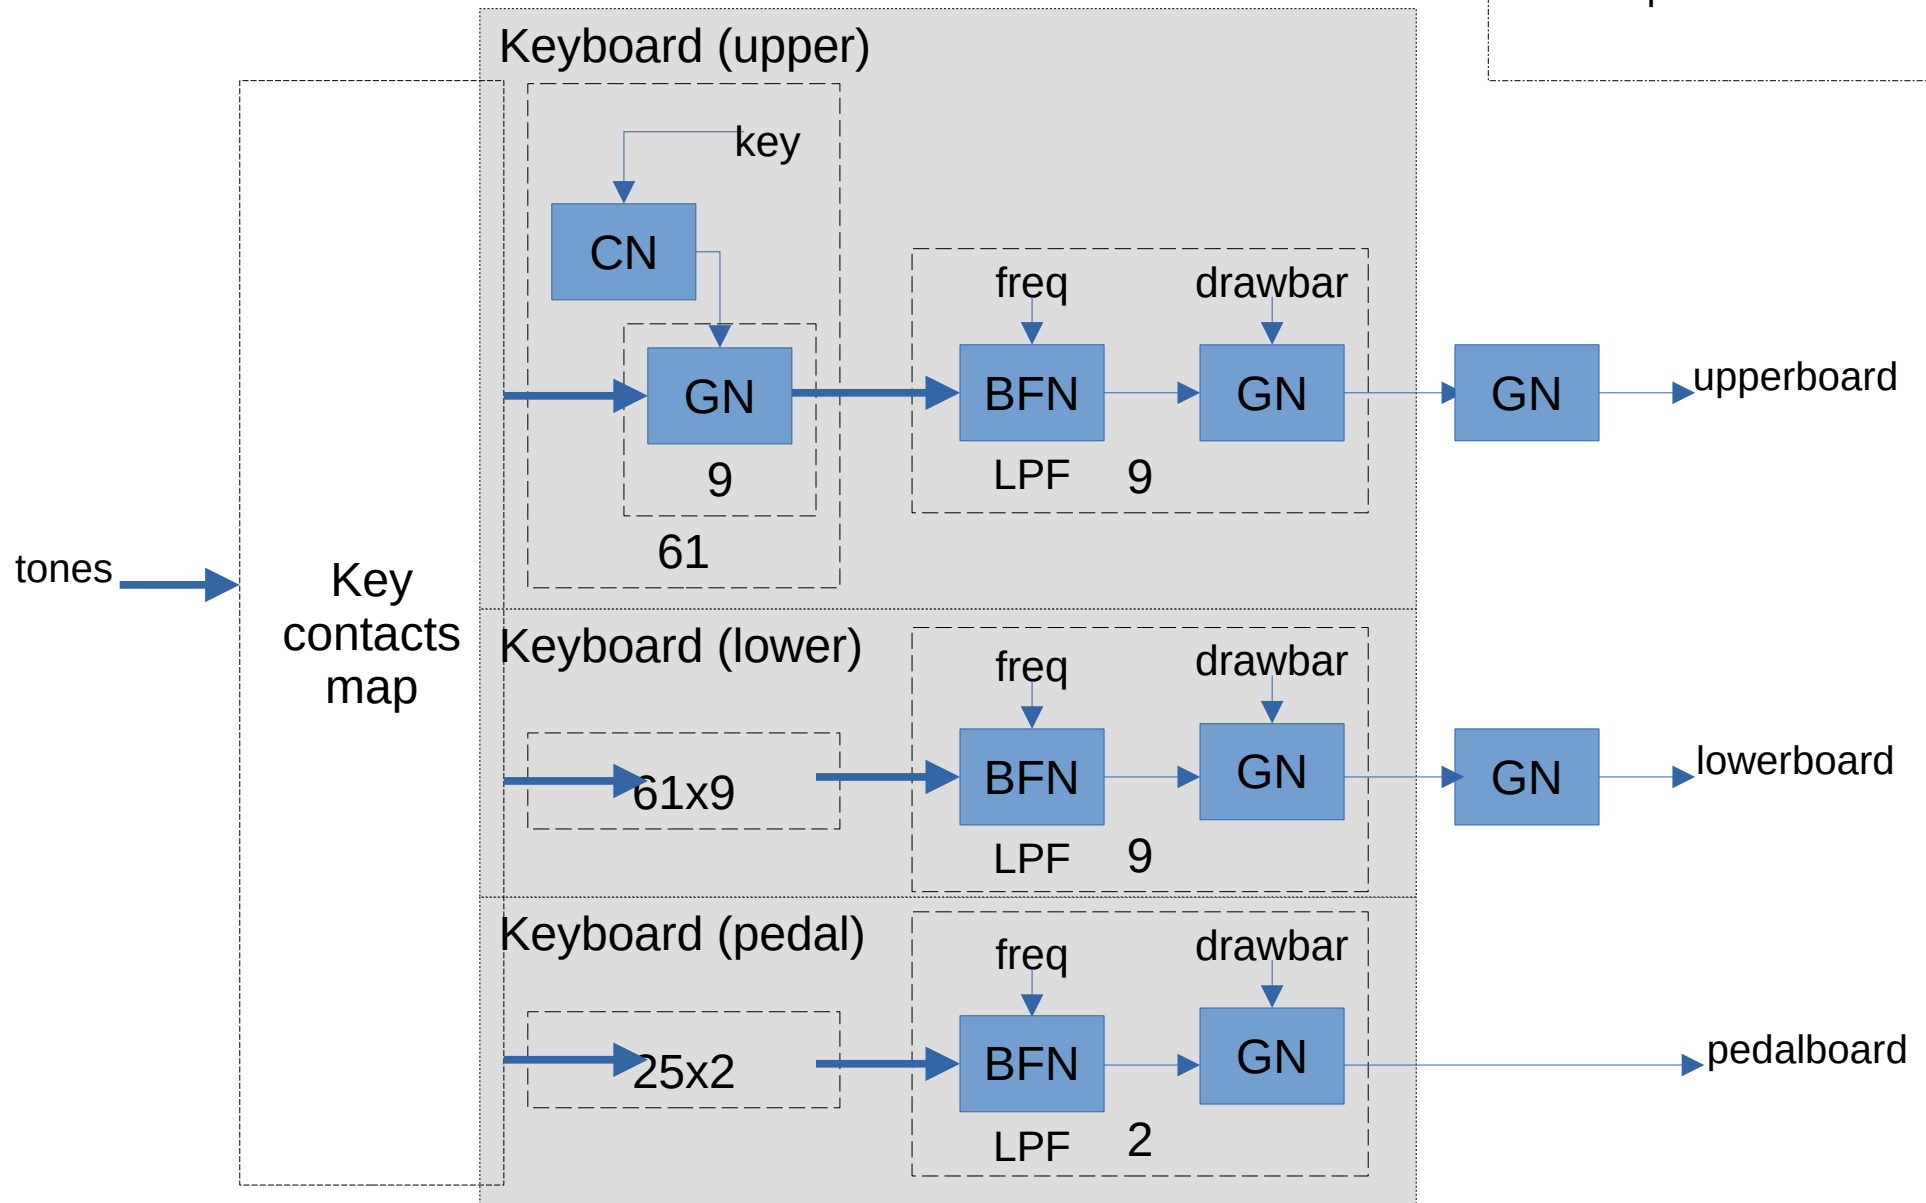 Keyboard (upper)
key
CN
freq
drawbar
GN
BFN
GN
GN
upperboard
9
LPF
9
61
tones
Key
contacts
map
Keyboard (lower)
freq
drawbar
61x9
BFN
GN
GN
lowerboard
LPF
9
Keyboard (pedal)
freq
drawbar
25x2
BFN
GN
pedalboard
LPF
2